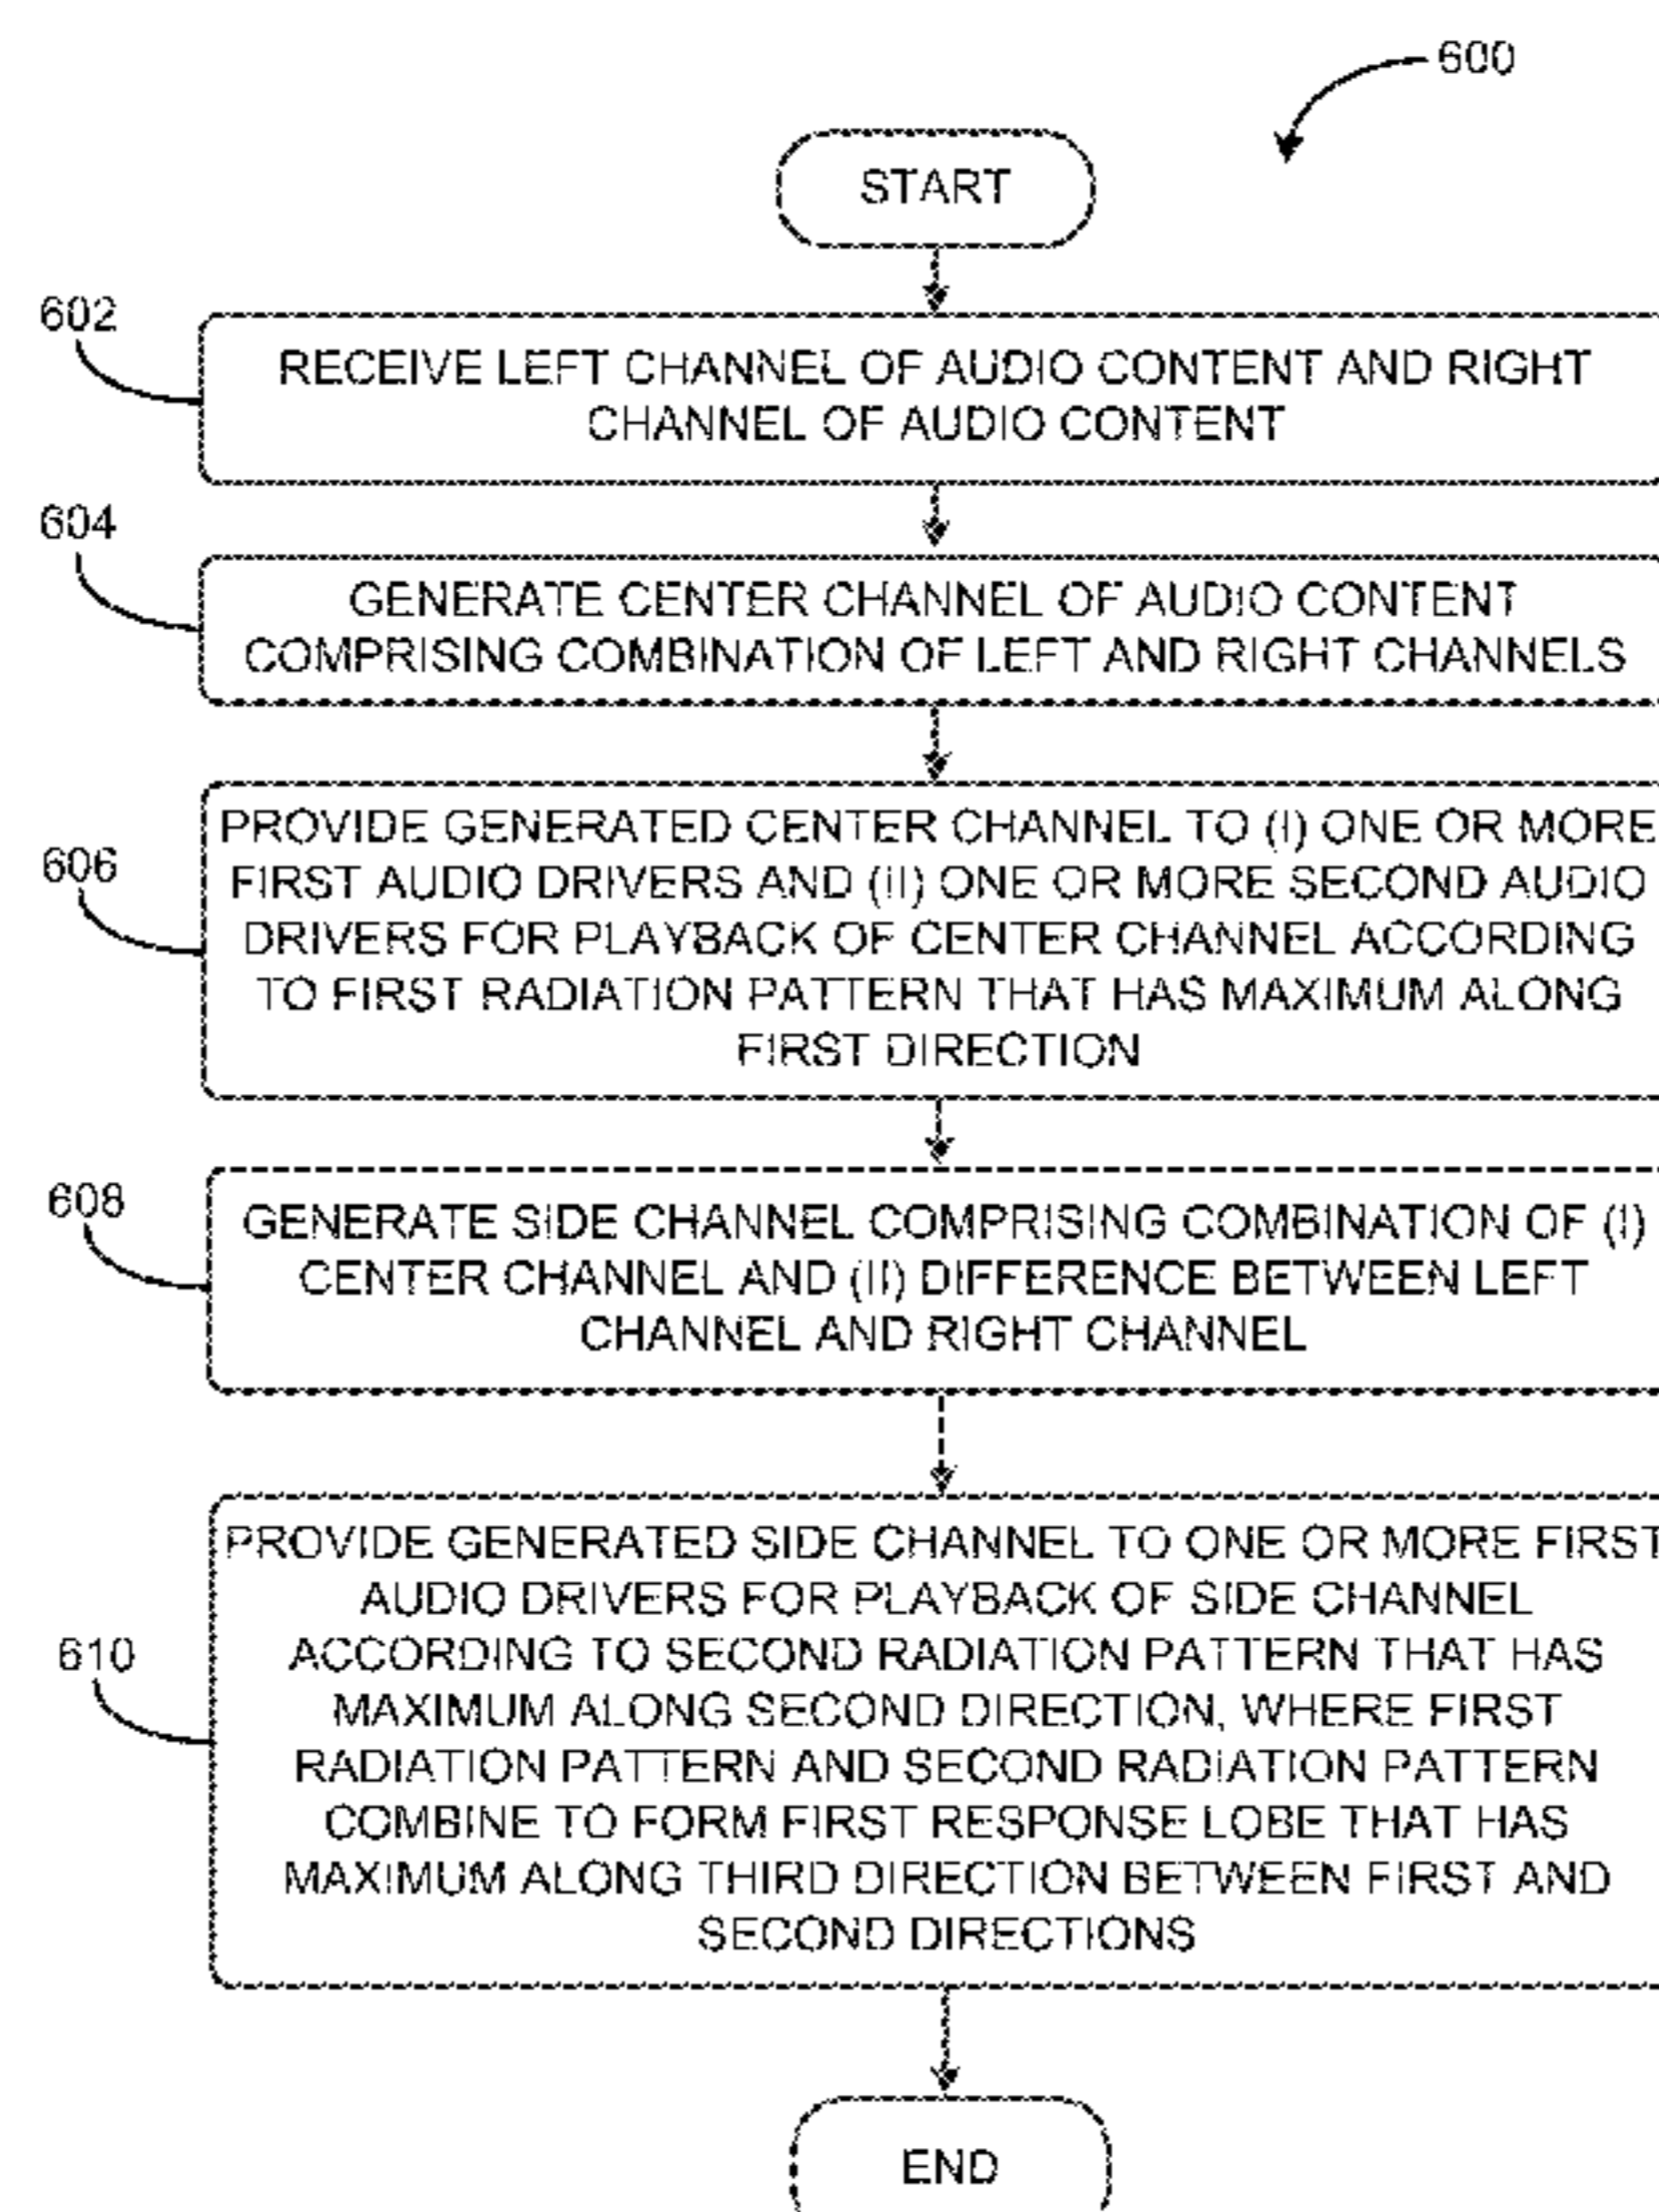 600
START
602
RECEIVE LEFT CHANNEL OF AUDIO CONTENT AND RIGHT
CHANNEL OF AUDIO CONTENT
604
GENERATE CENTER CHANNEL OF AUDIO CONTENT
COMPRISING COMBINATION OF LEFT AND RIGHT CHANNELS
606
PROVIDE GENERATED CENTER CHANNEL TO (I) ONE OR MORE
FIRST AUDIO DRIVERS AND (II) ONE OR MORE SECOND AUDIO
DRIVERS FOR PLAYBACK OF CENTER CHANNEL ACCORDING
TO FIRST RADIATION PATTERN THAT HAS MAXIMUM ALONG
FIRST DIRECTION
608
GENERATE SIDE CHANNEL COMPRISING COMBINATION OF (I)
CENTER CHANNEL AND (II) DIFFERENCE BETWEEN LEFT
CHANNEL AND RIGHT CHANNEL
610
PROVIDE GENERATED SIDE CHANNEL TO ONE OR MORE FIRST
AUDIO DRIVERS FOR PLAYBACK OF SIDE CHANNEL
ACCORDING TO SECOND RADIATION PATTERN THAT HAS
MAXIMUM ALONG SECOND DIRECTION, WHERE FIRST
RADIATION PATTERN AND SECOND RADIATION PATTERN
COMBINE TO FORM FIRST RESPONSE LOBE THAT HAS
MAXIMUM ALONG THIRD DIRECTION BETWEEN FIRST AND
SECOND DIRECTIONS
END